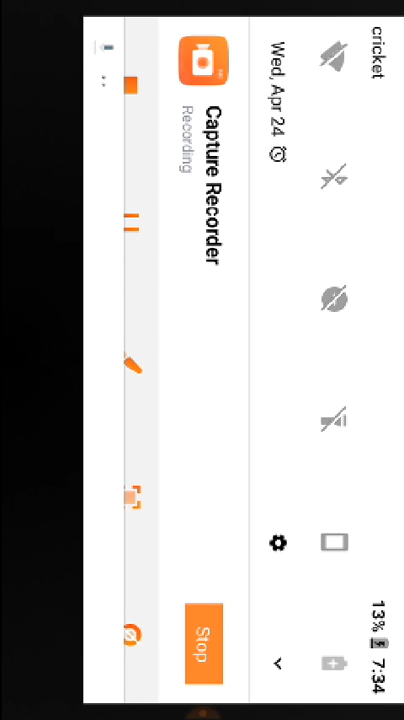 cricket
13% 7:34
Wed, Apr 24
Capture Recorder
Recording
Stop